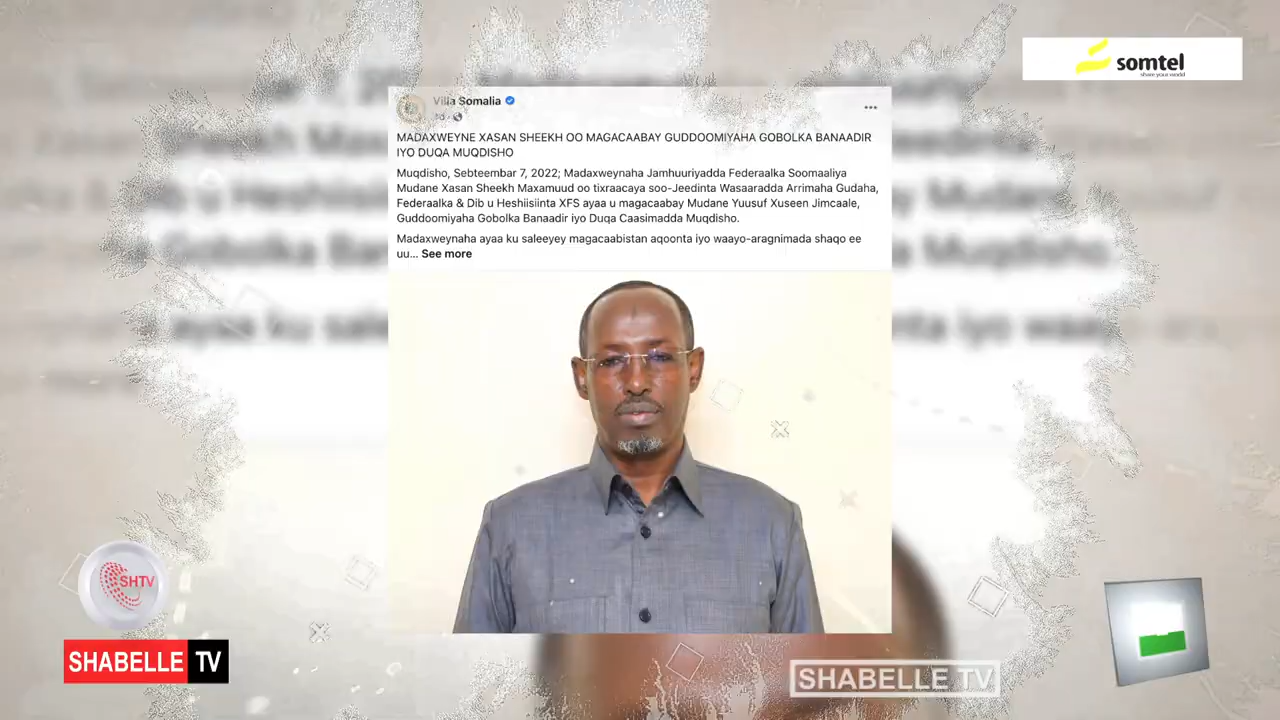 somtel
share your world
Villa Somalia
MADAXWEYNE XASAN SHEEKH OO MAGACAABAY GUDDOOMIYAHA GOBOLKA BANAADIR
IYO DUQA MUQDISHO
Muqdisho, Sebteembar 7, 2022; Madaxweynaha Jamhuuriyadda Federaalka Soomaaliya
Mudane Xasan Sheekh Maxamuud oo tixraacaya soo-Jeedinta Wasaaradda Arrimaha Gudaha,
Federaalka & Dib u Heshiisiinta XFS ayaa u magacaabay Mudane Yuusuf Xuseen Jimcaale,
Guddoomiyaha Gobolka Banaadir iyo Duqa Caasimadda Muqdisho.
Madaxweynaha ayaa ku saleeyey magacaabistan aqoonta iyo waayo-aragnimada shaqo ee
uu... See more
SHTV
SHABELLE TV
SHABELLE TV